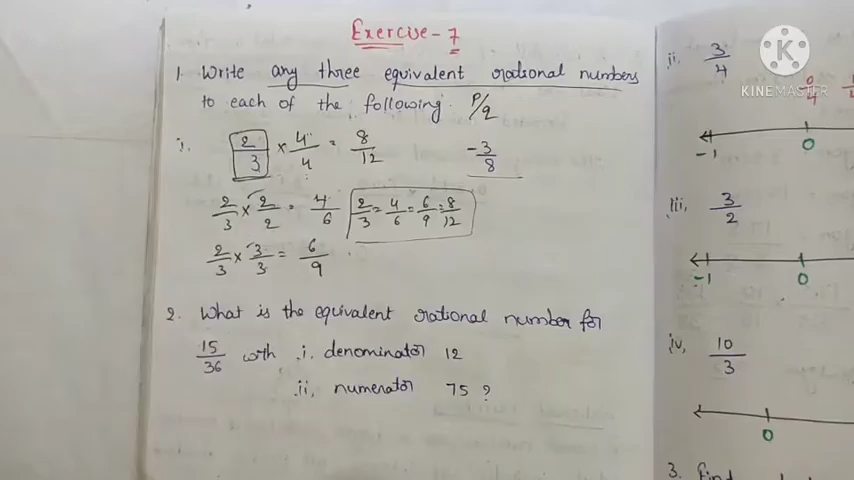 Exercise - 7
1. Write any three equivalent rational numbers
to each of the following. P/q
i. 2/3 × 4/4 = 8/12
-3/8
2/3 × 2/2 = 4/6
2/3 = 4/6 = 6/9 = 8/12
2/3 × 3/3 = 6/9
2. What is the equivalent rational number for
15/36 with i. denominator 12
ii, numerator 75 ?
ii. 3/4
K
KINEMASTER
0/4
-1 0
iii, 3/2
-1 0
iv, 10/3
0
3. Find